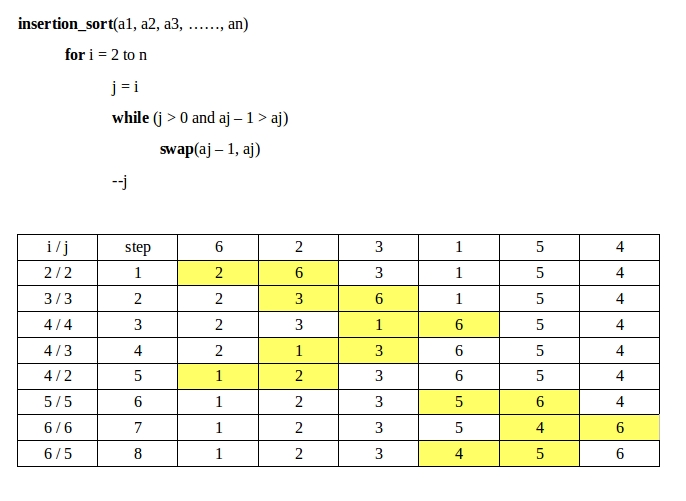 insertion_sort(a1, a2, a3, ……, an)
for i = 2 to n
j = i
while (j > 0 and aj – 1 > aj)
swap(aj – 1, aj)
--j
i / j step 6 2 3 1 5 4
2 / 2 1 2 6 3 1 5 4
3 / 3 2 2 3 6 1 5 4
4 / 4 3 2 3 1 6 5 4
4 / 3 4 2 1 3 6 5 4
4 / 2 5 1 2 3 6 5 4
5 / 5 6 1 2 3 5 6 4
6 / 6 7 1 2 3 5 4 6
6 / 5 8 1 2 3 4 5 6